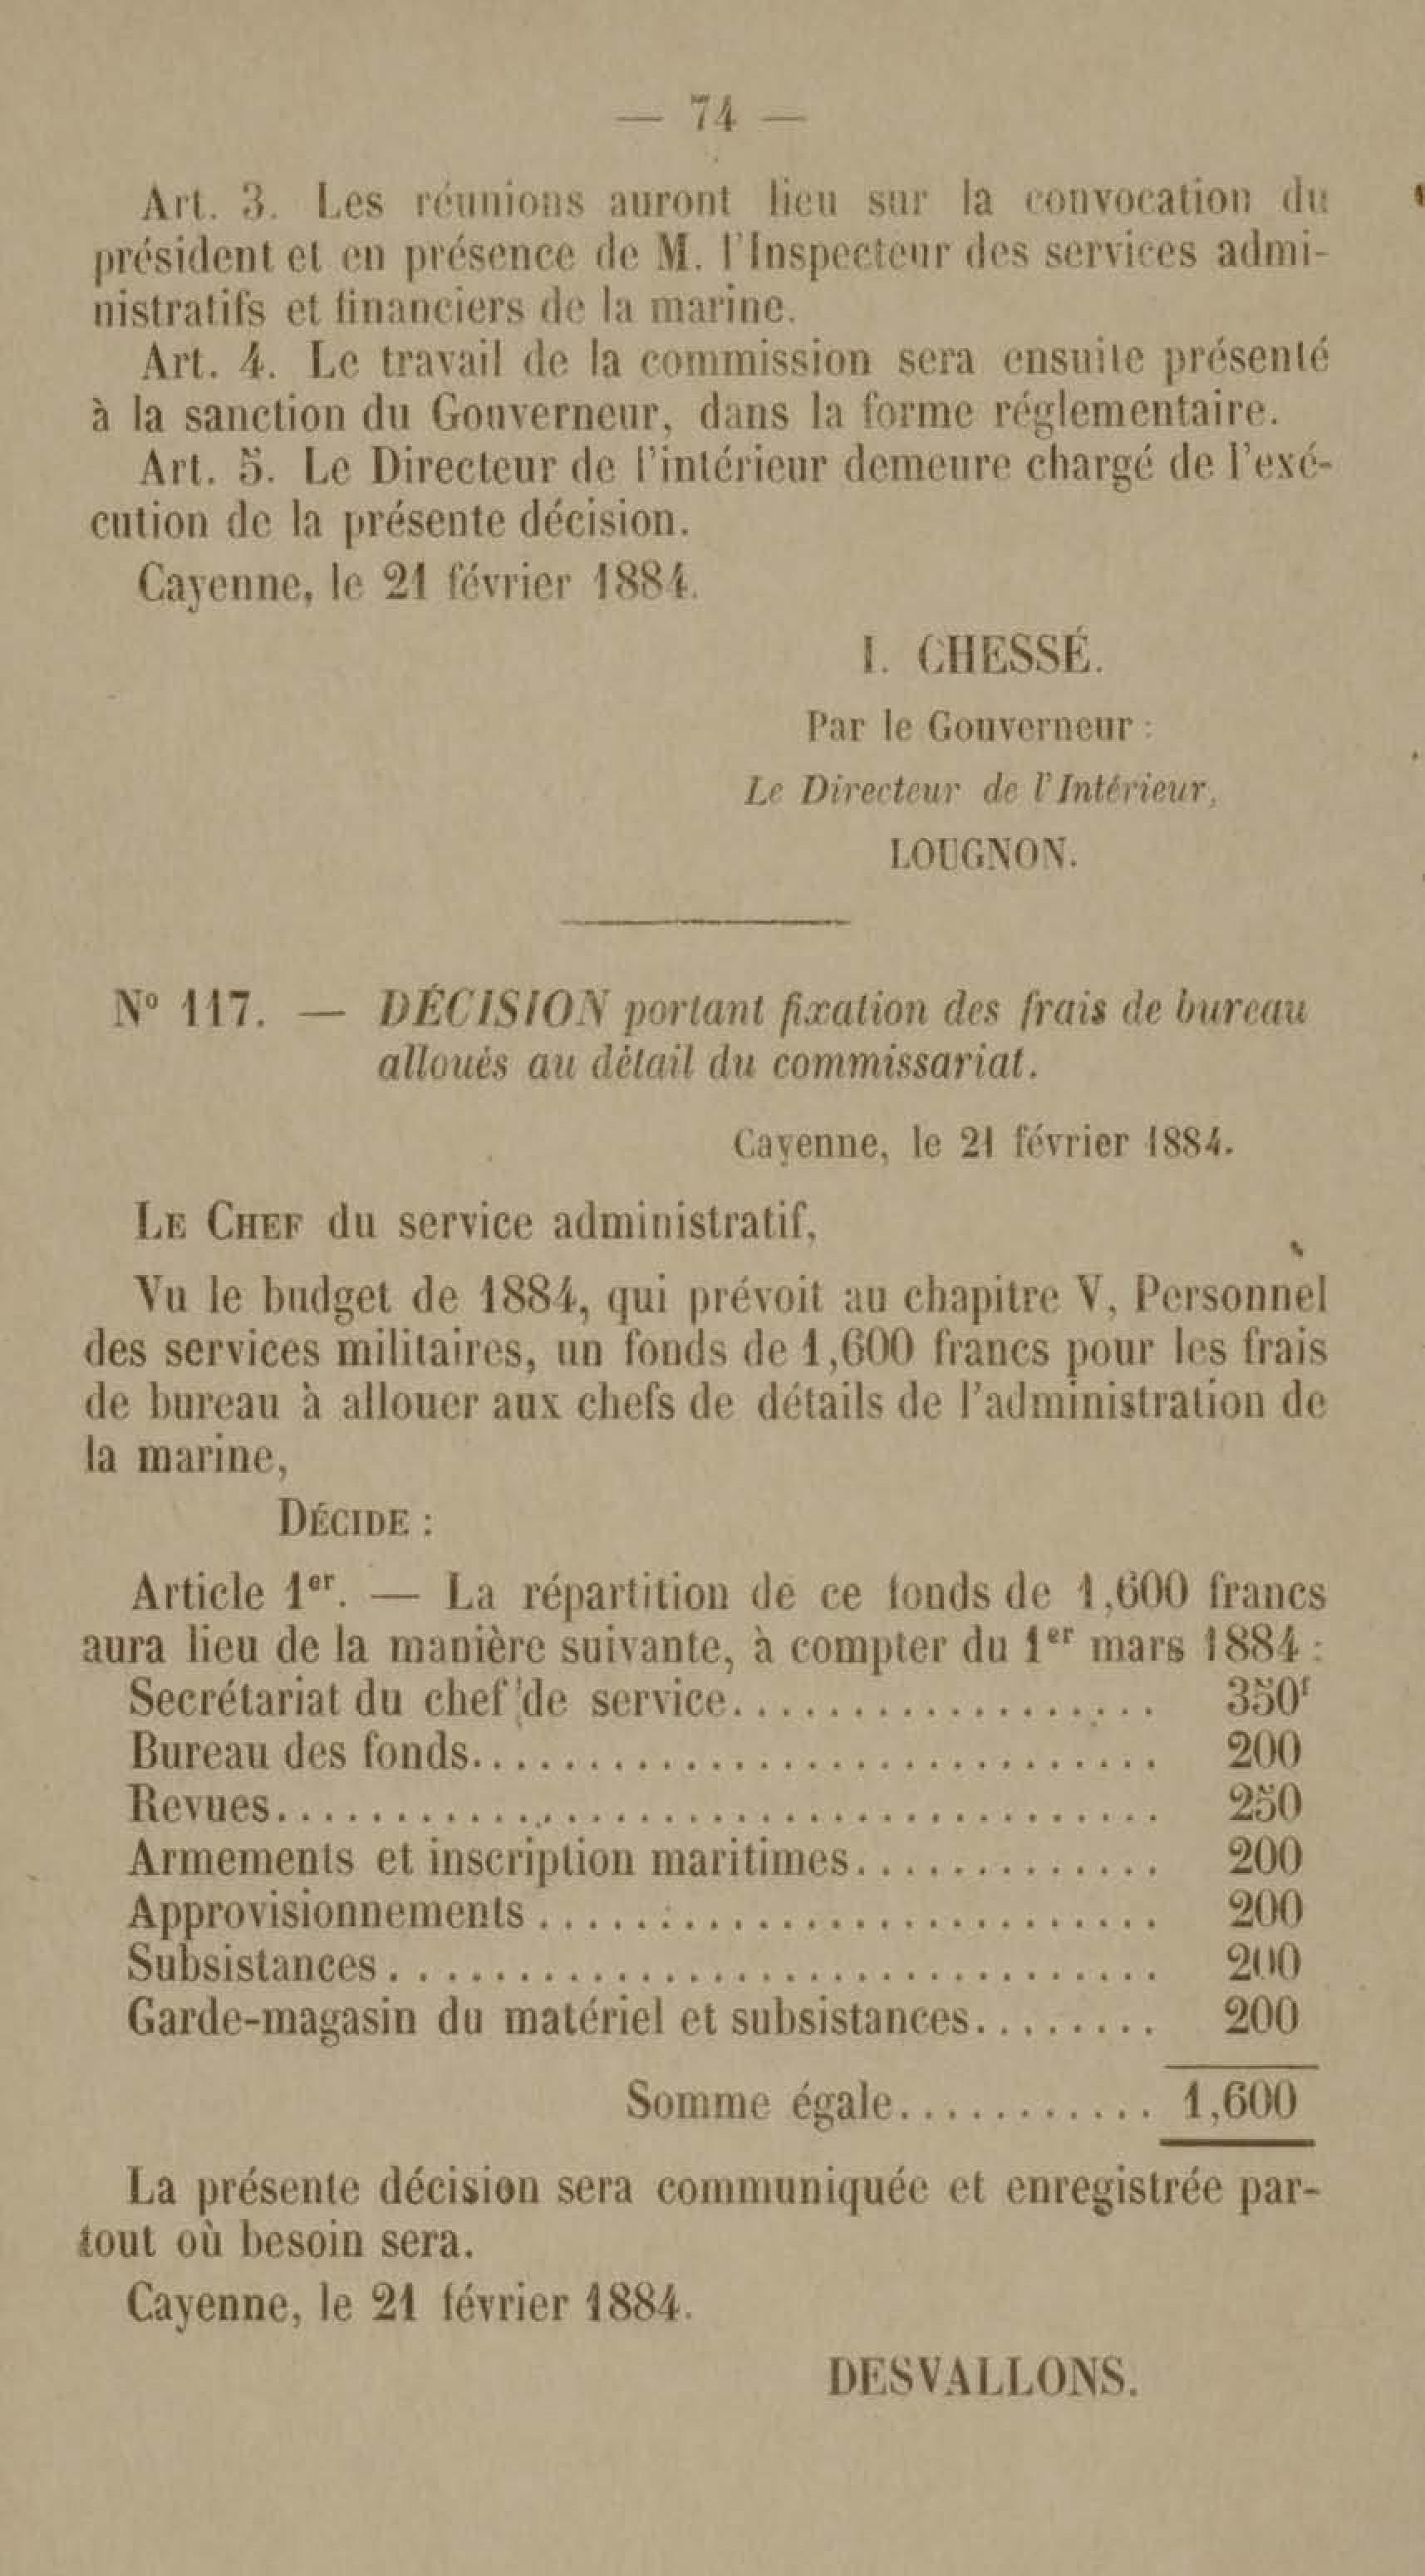 — 74 —
Art. 3. Les réunions auront lieu sur la convocation du
président et en présence de M. l'Inspecteur des services admi-
nistratifs et financiers de la marine.
Art. 4. Le travail de la commission sera ensuite présenté
à la sanction du Gouverneur, dans la forme réglementaire.
Art. 5. Le Directeur de l'intérieur demeure chargé de l'exé-
cution de la présente décision.
Cayenne, le 21 février 1884.
I. CHESSÉ.
Par le Gouverneur :
Le Directeur de l'Intérieur,
LOUGNON.
N° 117. — DÉCISION portant fixation des frais de bureau
alloués au détail du commissariat.
Cayenne, le 21 février 1884.
LE CHEF du service administratif,
Vu le budget de 1884, qui prévoit au chapitre V, Personnel
des services militaires, un fonds de 1,600 francs pour les frais
de bureau à allouer aux chefs de détails de l'administration de
la marine,
DÉCIDE :
Article 1er. — La répartition de ce fonds de 1,600 francs
aura lieu de la manière suivante, à compter du 1er mars 1884 :
Secrétariat du chef de service.................. 350f
Bureau des fonds............................. 200
Revues..................................... 250
Armements et inscription maritimes............. 200
Approvisionnements.......................... 200
Subsistances................................ 200
Garde-magasin du matériel et subsistances........ 200
Somme égale........... 1,600
La présente décision sera communiquée et enregistrée par-
tout où besoin sera.
Cayenne, le 21 février 1884.
DESVALLONS.